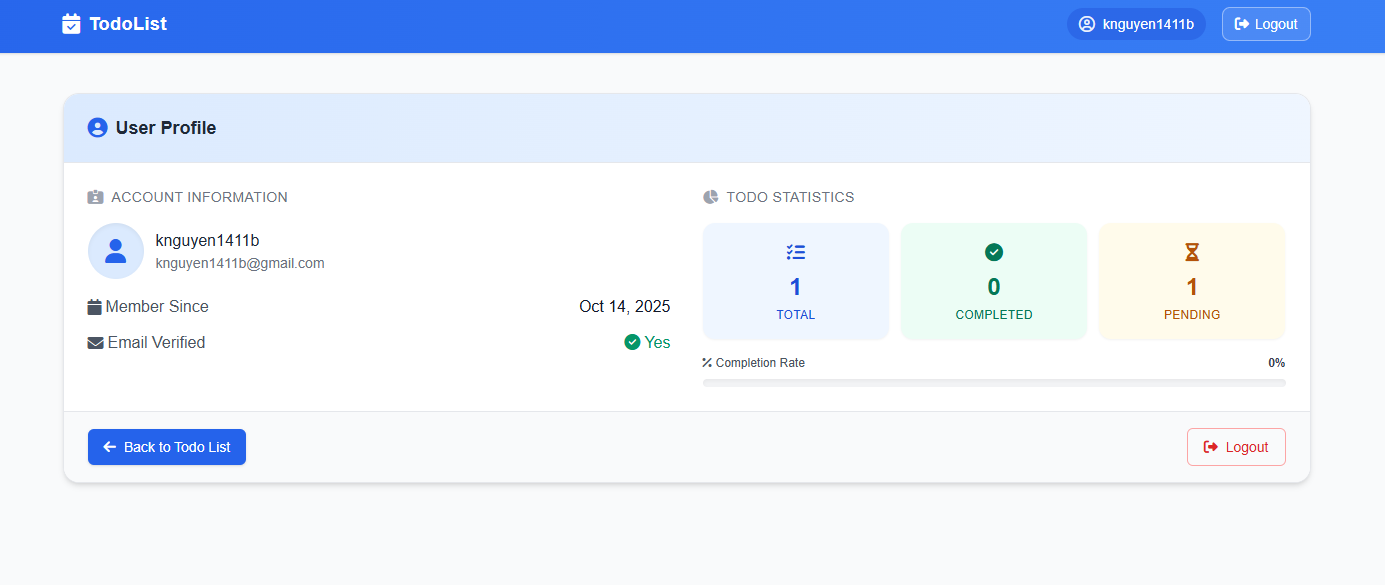 TodoList
knguyen1411b
Logout
User Profile
ACCOUNT INFORMATION
knguyen1411b
knguyen1411b@gmail.com
Member Since Oct 14, 2025
Email Verified Yes
TODO STATISTICS
1
TOTAL
0
COMPLETED
1
PENDING
Completion Rate 0%
Back to Todo List
Logout